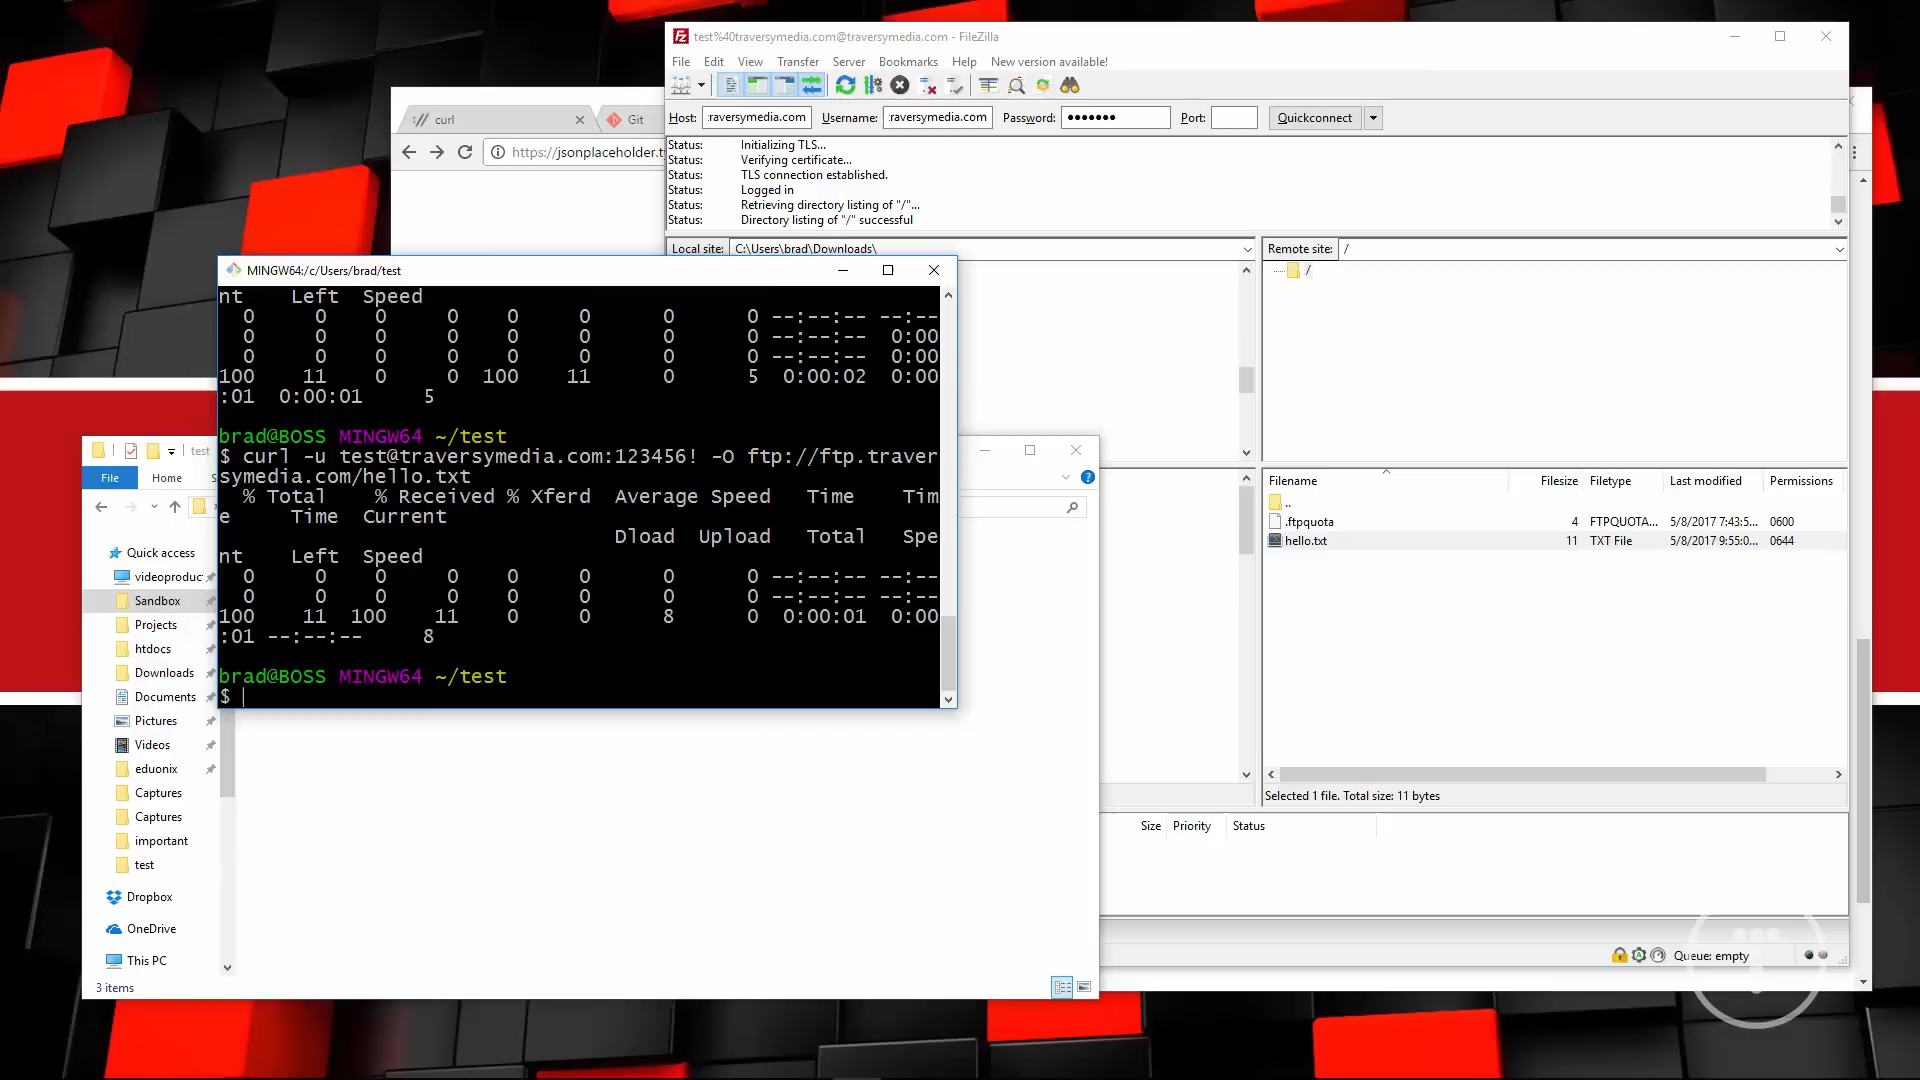 test%40traversymedia.com@traversymedia.com - FileZilla
File Edit View Transfer Server Bookmarks Help New version available!
Host: :raversymedia.com Username: :raversymedia.com Password: ●●●●●●● Port: Quickconnect
Status: Initializing TLS...
Status: Verifying certificate...
Status: TLS connection established.
Status: Logged in
Status: Retrieving directory listing of "/"...
Status: Directory listing of "/" successful
Local site: C:\Users\brad\Downloads\
Remote site: /
/
Filename Filesize Filetype Last modified Permissions
..
.ftpquota 4 FTPQUOTA... 5/8/2017 7:43:5... 0600
hello.txt 11 TXT File 5/8/2017 9:55:0... 0644
Selected 1 file. Total size: 11 bytes
Size Priority Status
Queue: empty
curl
Git
https://jsonplaceholder.t
MINGW64:/c/Users/brad/test
nt Left Speed
0 0 0 0 0 0 0 0 --:--:-- --:--
0 0 0 0 0 0 0 0 --:--:-- 0:00
0 0 0 0 0 0 0 0 --:--:-- 0:00
100 11 0 0 100 11 0 5 0:00:02 0:00
:01 0:00:01 5
brad@BOSS MINGW64 ~/test
$ curl -u test@traversymedia.com:123456! -O ftp://ftp.traver
symedia.com/hello.txt
% Total % Received % Xferd Average Speed Time Tim
e Time Current
Dload Upload Total Spe
nt Left Speed
0 0 0 0 0 0 0 0 --:--:-- --:--
0 0 0 0 0 0 0 0 --:--:-- --:--
100 11 100 11 0 0 8 0 0:00:01 0:00
:01 --:--:-- 8
brad@BOSS MINGW64 ~/test
$
test
File Home
Quick access
videoproduc
Sandbox
Projects
htdocs
Downloads
Documents
Pictures
Videos
eduonix
Captures
Captures
important
test
Dropbox
OneDrive
This PC
3 items